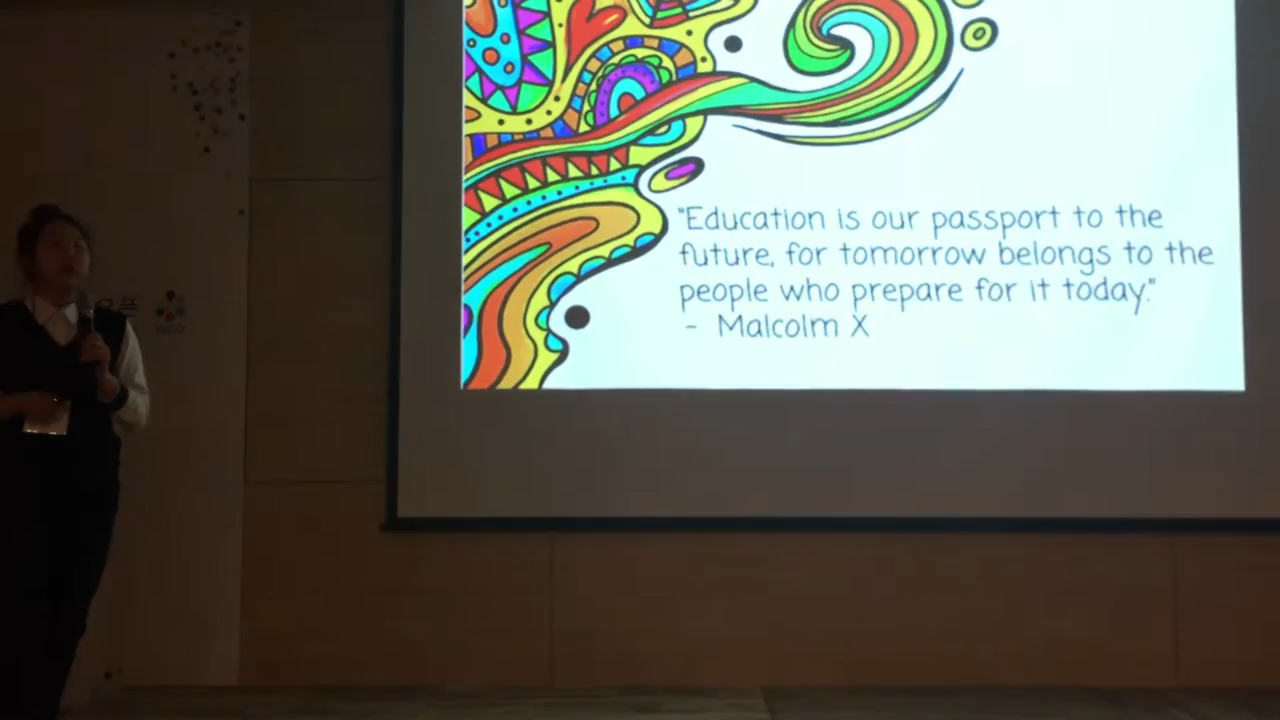 "Education is our passport to the
future, for tomorrow belongs to the
people who prepare for it today."
- Malcolm X